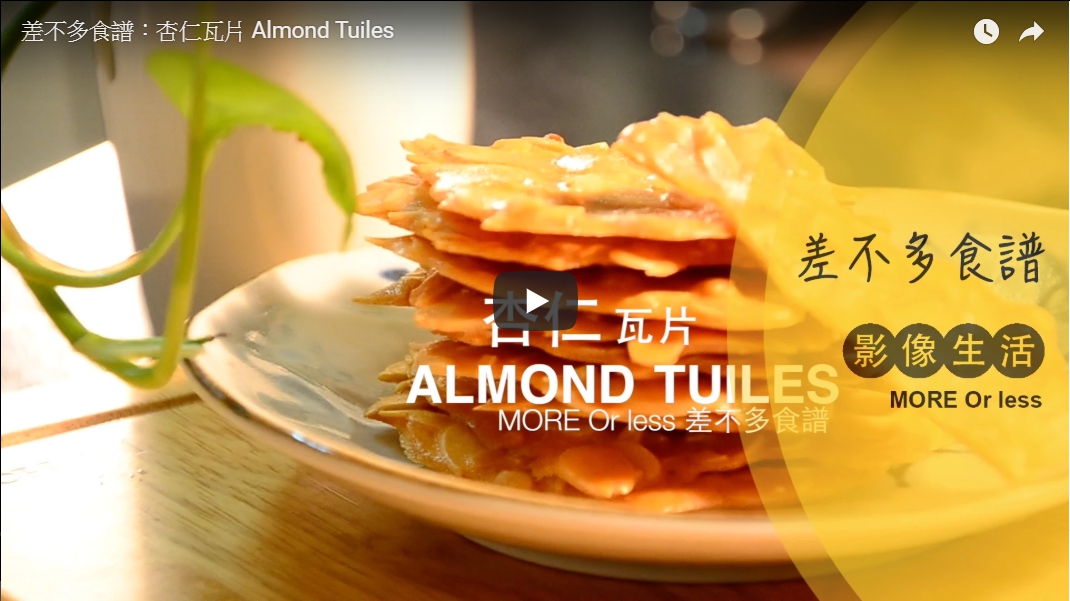 差不多食譜：杏仁瓦片 Almond Tuiles
差不多食譜
杏仁瓦片
影像生活
ALMOND TUILES
MORE Or less
MORE Or less 差不多食譜